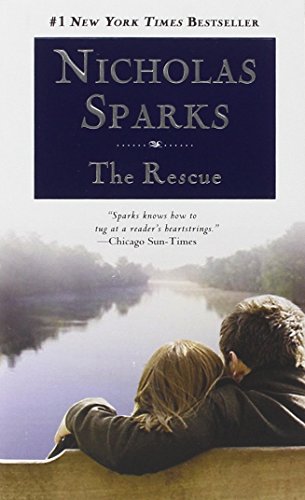 #1 NEW YORK TIMES BESTSELLER
NICHOLAS
SPARKS
The Rescue
"Sparks knows how to
tug at a reader's heartstrings."
—Chicago Sun-Times